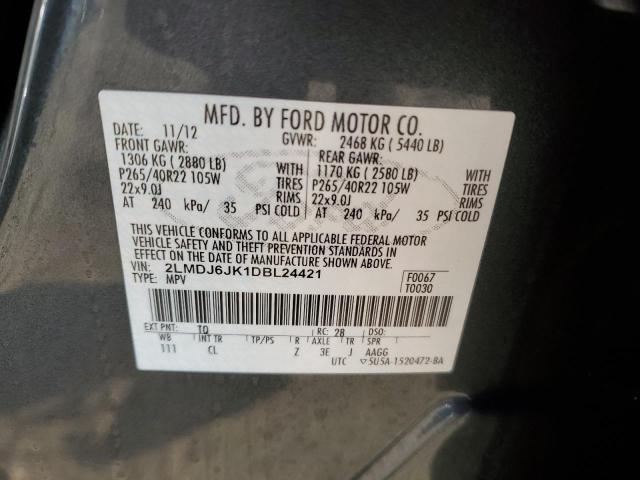 MFD. BY FORD MOTOR CO.
DATE: 11/12 GVWR: 2468 KG ( 5440 LB)
FRONT GAWR: REAR GAWR:
1306 KG ( 2880 LB) WITH 1170 KG ( 2580 LB) WITH
P265/40R22 105W TIRES P265/40R22 105W TIRES
22x9.0J RIMS 22x9.0J RIMS
AT 240 kPa/ 35 PSI COLD AT 240 kPa/ 35 PSI COLD
THIS VEHICLE CONFORMS TO ALL APPLICABLE FEDERAL MOTOR
VEHICLE SAFETY AND THEFT PREVENTION STANDARDS IN
EFFECT ON THE DATE OF MANUFACTURE SHOWN ABOVE.
VIN: 2LMDJ6JK1DBL24421 F0067
TYPE: MPV T0030
EXT PNT: TQ RC: 28 DSO:
WB INT TR TP/PS R AXLE TR SPR
111 CL Z 3E J AAGG
UTC ▽5U5A-1520472-BA